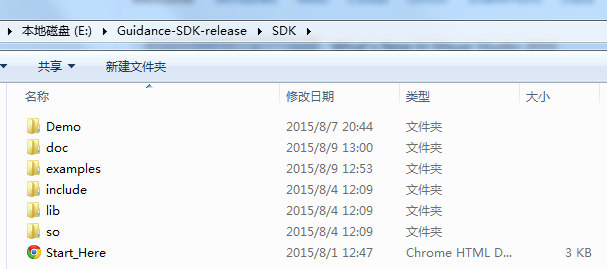 本地磁盘 (E:) Guidance-SDK-release SDK
共享 新建文件夹
名称 修改日期 类型 大小
Demo 2015/8/7 20:44 文件夹
doc 2015/8/9 13:00 文件夹
examples 2015/8/9 12:53 文件夹
include 2015/8/4 12:09 文件夹
lib 2015/8/4 12:09 文件夹
so 2015/8/4 12:09 文件夹
Start_Here 2015/8/1 12:47 Chrome HTML D... 3 KB